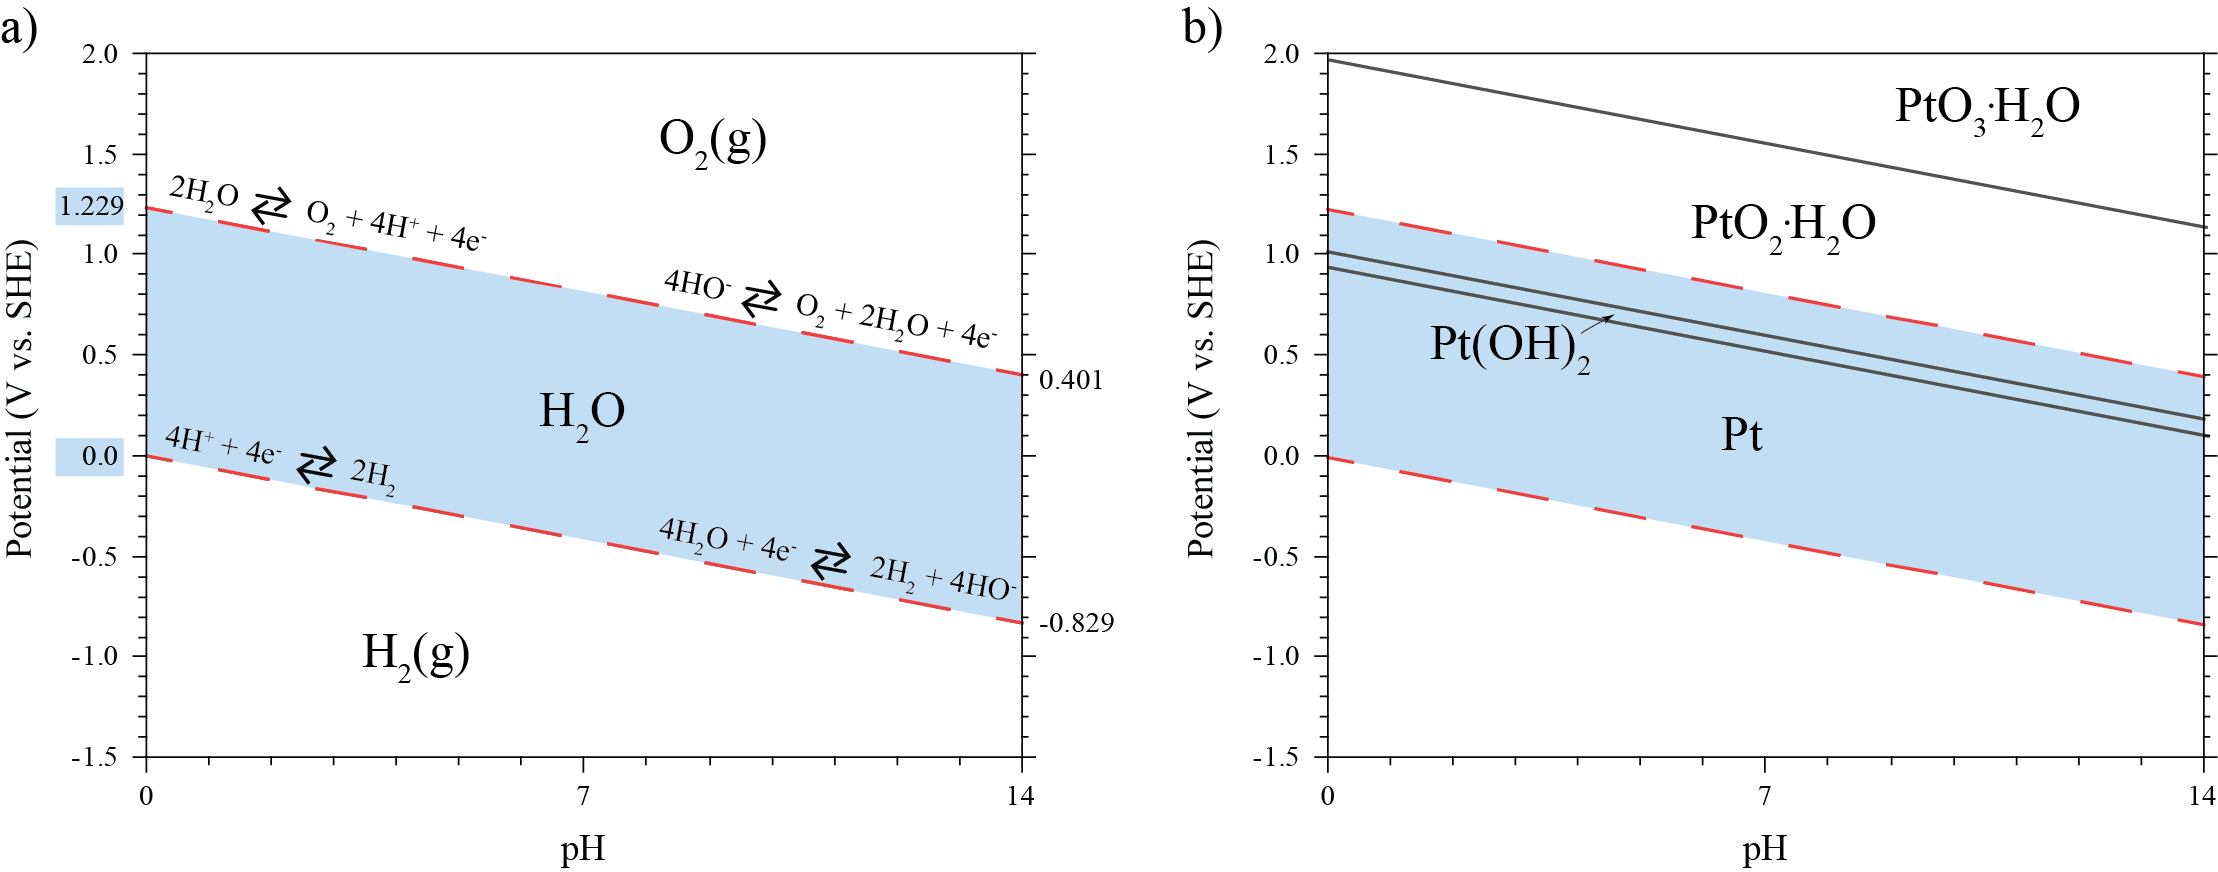 a)
2.0
1.5
1.229
1.0
0.5
0.0
-0.5
-1.0
-1.5
Potential (V vs. SHE)
O₂(g)
2H₂O ⇄ O₂ + 4H⁺ + 4e⁻
4HO⁻ ⇄ O₂ + 2H₂O + 4e⁻
0.401
H₂O
4H⁺ + 4e⁻ ⇄ 2H₂
4H₂O + 4e⁻ ⇄ 2H₂ + 4HO⁻
-0.829
H₂(g)
0 7 14
pH
b)
2.0
1.5
1.0
0.5
0.0
-0.5
-1.0
-1.5
Potential (V vs. SHE)
PtO₃·H₂O
PtO₂·H₂O
Pt(OH)₂
Pt
0 7 14
pH